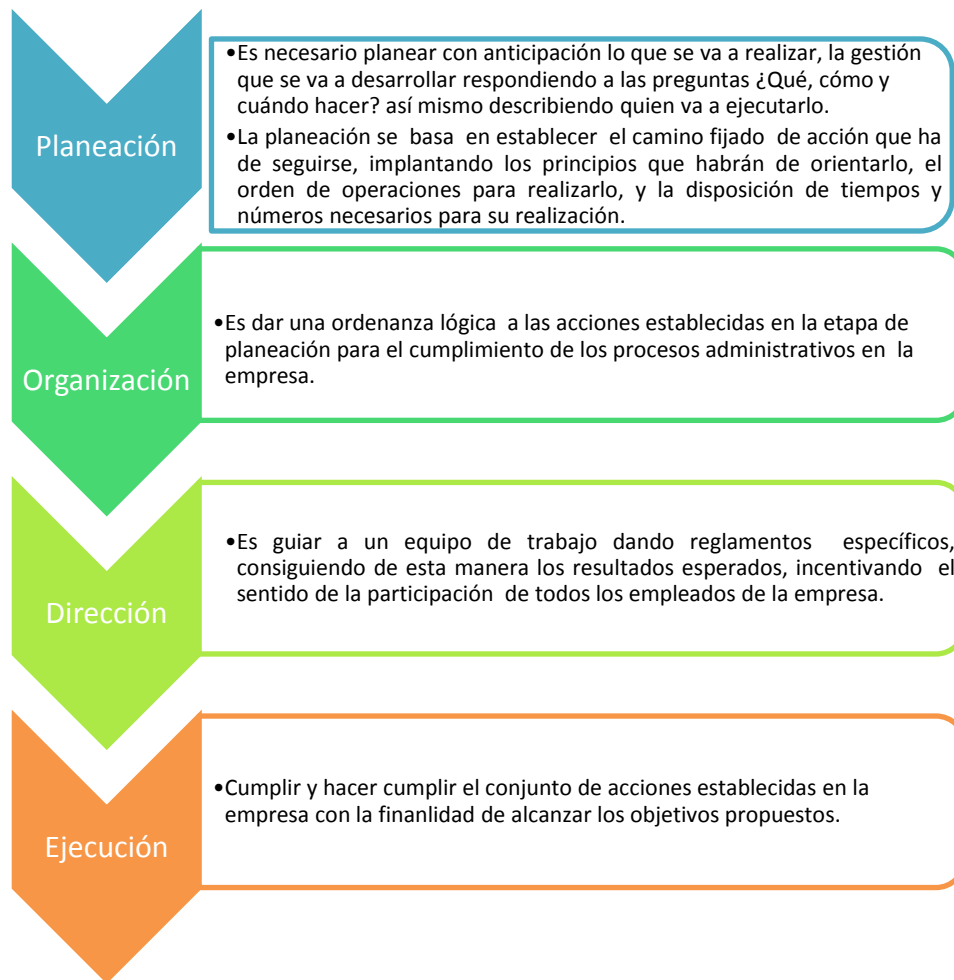 Planeación
•Es necesario planear con anticipación lo que se va a realizar, la gestión
que se va a desarrollar respondiendo a las preguntas ¿Qué, cómo y
cuándo hacer? así mismo describiendo quien va a ejecutarlo.
•La planeación se basa en establecer el camino fijado de acción que ha
de seguirse, implantando los principios que habrán de orientarlo, el
orden de operaciones para realizarlo, y la disposición de tiempos y
números necesarios para su realización.
Organización
•Es dar una ordenanza lógica a las acciones establecidas en la etapa de
planeación para el cumplimiento de los procesos administrativos en la
empresa.
Dirección
•Es guiar a un equipo de trabajo dando reglamentos específicos,
consiguiendo de esta manera los resultados esperados, incentivando el
sentido de la participación de todos los empleados de la empresa.
Ejecución
•Cumplir y hacer cumplir el conjunto de acciones establecidas en la
empresa con la finanlidad de alcanzar los objetivos propuestos.